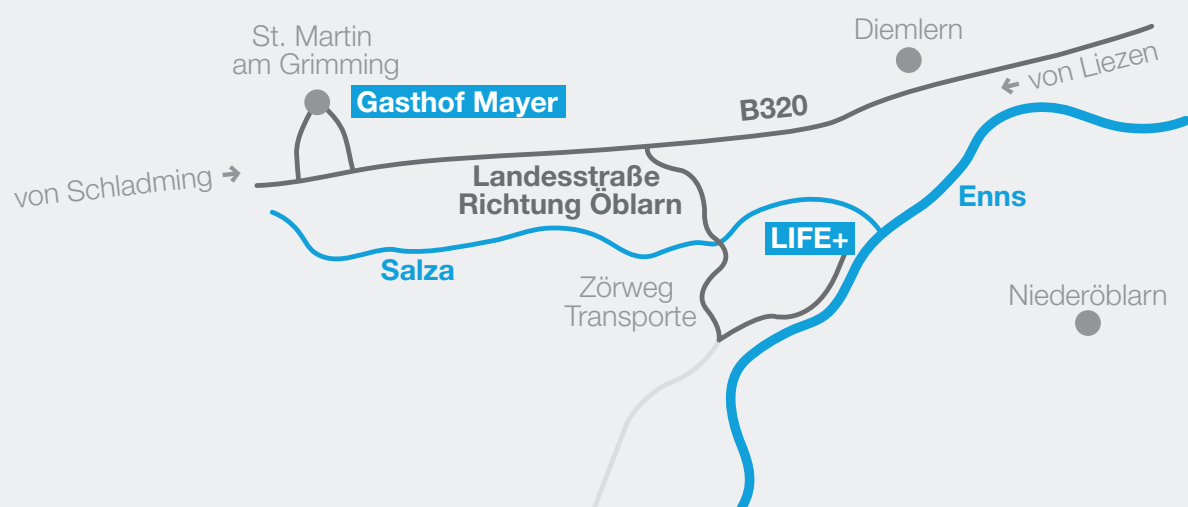 St. Martin
am Grimming
Gasthof Mayer
Diemlern
← von Liezen
B320
von Schladming →
Landesstraße
Richtung Öblarn
Enns
LIFE+
Salza
Zörweg
Transporte
Niederöblarn